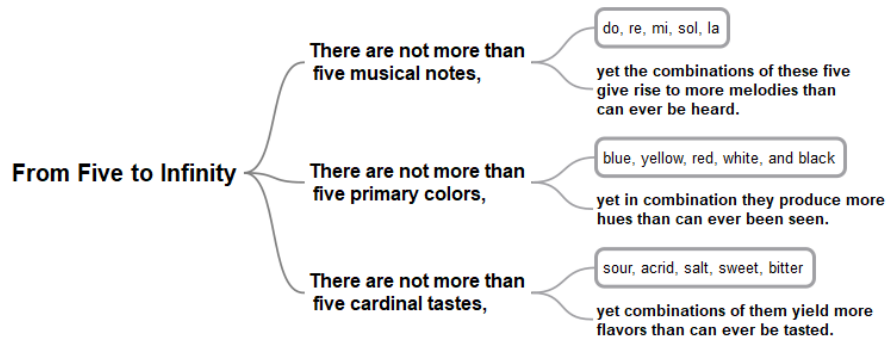 From Five to Infinity
There are not more than
five musical notes,
do, re, mi, sol, la
yet the combinations of these five
give rise to more melodies than
can ever be heard.
There are not more than
five primary colors,
blue, yellow, red, white, and black
yet in combination they produce more
hues than can ever been seen.
There are not more than
five cardinal tastes,
sour, acrid, salt, sweet, bitter
yet combinations of them yield more
flavors than can ever be tasted.